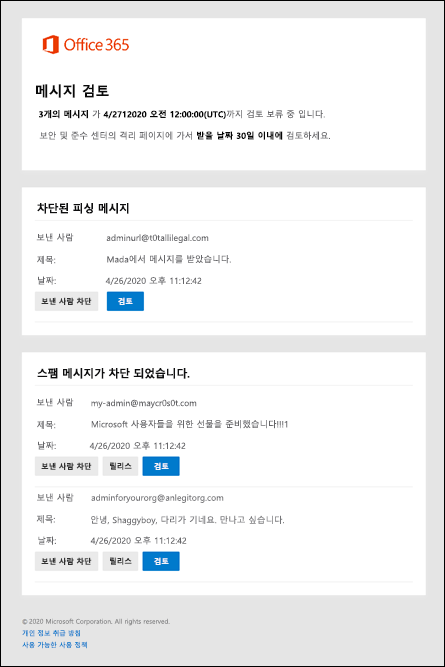 Office 365
메시지 검토
3개의 메시지 가 4/2712020 오전 12:00:00(UTC)까지 검토 보류 중 입니다.
보안 및 준수 센터의 격리 페이지에 가서 받을 날짜 30일 이내에 검토하세요.
차단된 피싱 메시지
보낸 사람 adminurl@t0tallilegal.com
제목: Mada에서 메시지를 받았습니다.
날짜: 4/26/2020 오후 11:12:42
보낸 사람 차단 검토
스팸 메시지가 차단 되었습니다.
보낸 사람 my-admin@maycr0s0t.com
제목: Microsoft 사용자들을 위한 선물을 준비했습니다!!!1
날짜: 4/26/2020 오후 11:12:42
보낸 사람 차단 릴리스 검토
보낸 사람 adminforyourorg@anlegitorg.com
제목: 안녕, Shaggyboy, 다리가 기네요. 만나고 싶습니다.
날짜: 4/26/2020 오후 11:12:42
보낸 사람 차단 릴리스 검토
© 2020 Microsoft Corporation. All rights reserved.
개인 정보 취급 방침
사용 가능한 사용 정책